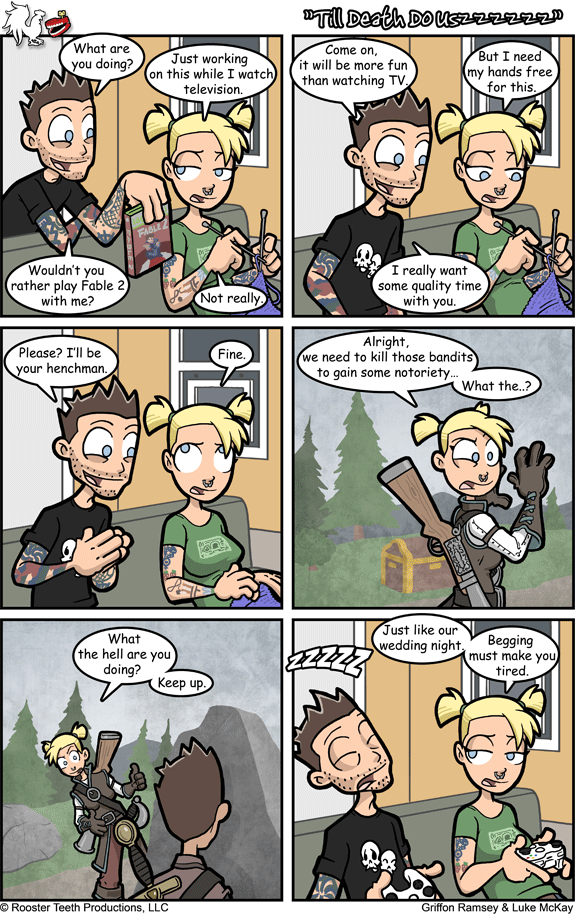 "Till Death Do Uszzzzzzz"
What are
you doing?
Just working
on this while I watch
television.
FABLE 2
Wouldn't you
rather play Fable 2
with me?
Not really.
Come on,
it will be more fun
than watching TV.
But I need
my hands free
for this.
I really want
some quality time
with you.
Please? I'll be
your henchman.
Fine.
Alright,
we need to kill those bandits
to gain some notoriety...
What the..?
What
the hell are you
doing?
Keep up.
ZZZZZ
Just like our
wedding night.
Begging
must make you
tired.
© Rooster Teeth Productions, LLC
Griffon Ramsey & Luke McKay